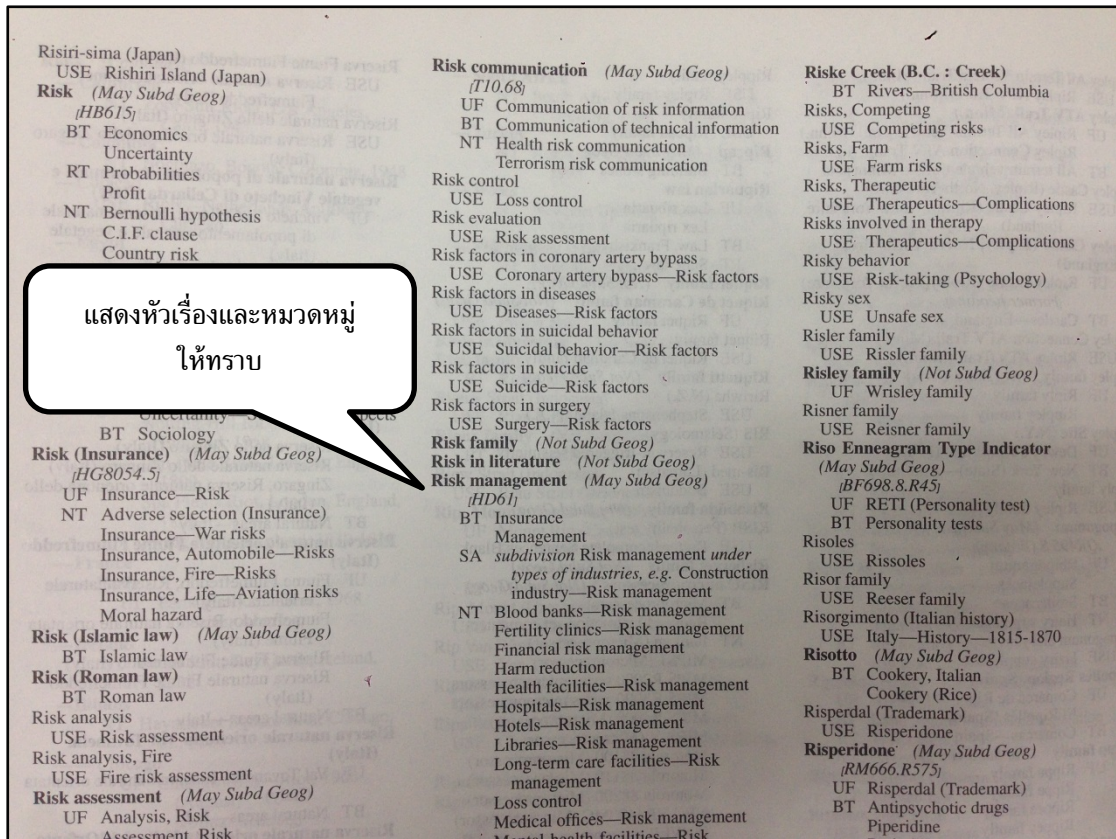 Risiri-sima (Japan)
USE Rishiri Island (Japan)
Risk (May Subd Geog)
[HB615]
BT Economics
Uncertainty
RT Probabilities
Profit
NT Bernoulli hypothesis
C.I.F. clause
Country risk
แสดงหัวเรื่องและหมวดหมู่
ให้ทราบ
BT Sociology
Risk (Insurance) (May Subd Geog)
[HG8054.5]
UF Insurance—Risk
NT Adverse selection (Insurance)
Insurance—War risks
Insurance, Automobile—Risks
Insurance, Fire—Risks
Insurance, Life—Aviation risks
Moral hazard
Risk (Islamic law) (May Subd Geog)
BT Islamic law
Risk (Roman law)
BT Roman law
Risk analysis
USE Risk assessment
Risk analysis, Fire
USE Fire risk assessment
Risk assessment (May Subd Geog)
UF Analysis, Risk
Assessment, Risk
Risk communication (May Subd Geog)
[T10.68]
UF Communication of risk information
BT Communication of technical information
NT Health risk communication
Terrorism risk communication
Risk control
USE Loss control
Risk evaluation
USE Risk assessment
Risk factors in coronary artery bypass
USE Coronary artery bypass—Risk factors
Risk factors in diseases
USE Diseases—Risk factors
Risk factors in suicidal behavior
USE Suicidal behavior—Risk factors
Risk factors in suicide
USE Suicide—Risk factors
Risk factors in surgery
USE Surgery—Risk factors
Risk family (Not Subd Geog)
Risk in literature (Not Subd Geog)
Risk management (May Subd Geog)
[HD61]
BT Insurance
Management
SA subdivision Risk management under
types of industries, e.g. Construction
industry—Risk management
NT Blood banks—Risk management
Fertility clinics—Risk management
Financial risk management
Harm reduction
Health facilities—Risk management
Hospitals—Risk management
Hotels—Risk management
Libraries—Risk management
Long-term care facilities—Risk
management
Loss control
Medical offices—Risk management
Mental health facilities—Risk
Riske Creek (B.C. : Creek)
BT Rivers—British Columbia
Risks, Competing
USE Competing risks
Risks, Farm
USE Farm risks
Risks, Therapeutic
USE Therapeutics—Complications
Risks involved in therapy
USE Therapeutics—Complications
Risky behavior
USE Risk-taking (Psychology)
Risky sex
USE Unsafe sex
Risler family
USE Rissler family
Risley family (Not Subd Geog)
UF Wrisley family
Risner family
USE Reisner family
Riso Enneagram Type Indicator
(May Subd Geog)
[BF698.8.R45]
UF RETI (Personality test)
BT Personality tests
Risoles
USE Rissoles
Risor family
USE Reeser family
Risorgimento (Italian history)
USE Italy—History—1815-1870
Risotto (May Subd Geog)
BT Cookery, Italian
Cookery (Rice)
Risperdal (Trademark)
USE Risperidone
Risperidone (May Subd Geog)
[RM666.R575]
UF Risperdal (Trademark)
BT Antipsychotic drugs
Piperidine